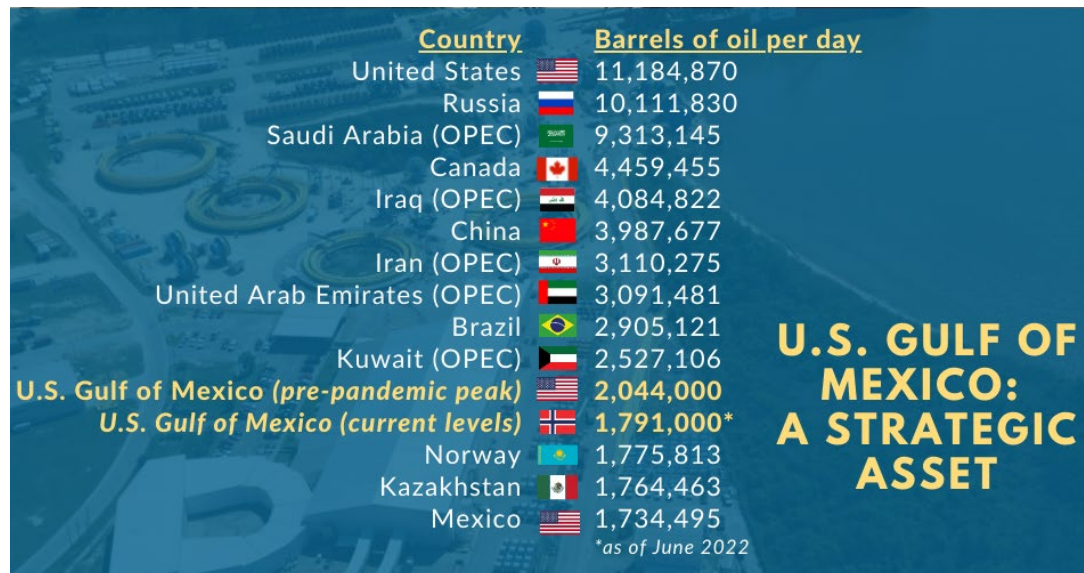 Country Barrels of oil per day
United States 11,184,870
Russia 10,111,830
Saudi Arabia (OPEC) 9,313,145
Canada 4,459,455
Iraq (OPEC) 4,084,822
China 3,987,677
Iran (OPEC) 3,110,275
United Arab Emirates (OPEC) 3,091,481
Brazil 2,905,121
Kuwait (OPEC) 2,527,106
U.S. Gulf of Mexico (pre-pandemic peak) 2,044,000
U.S. Gulf of Mexico (current levels) 1,791,000*
Norway 1,775,813
Kazakhstan 1,764,463
Mexico 1,734,495
*as of June 2022
U.S. GULF OF
MEXICO:
A STRATEGIC
ASSET